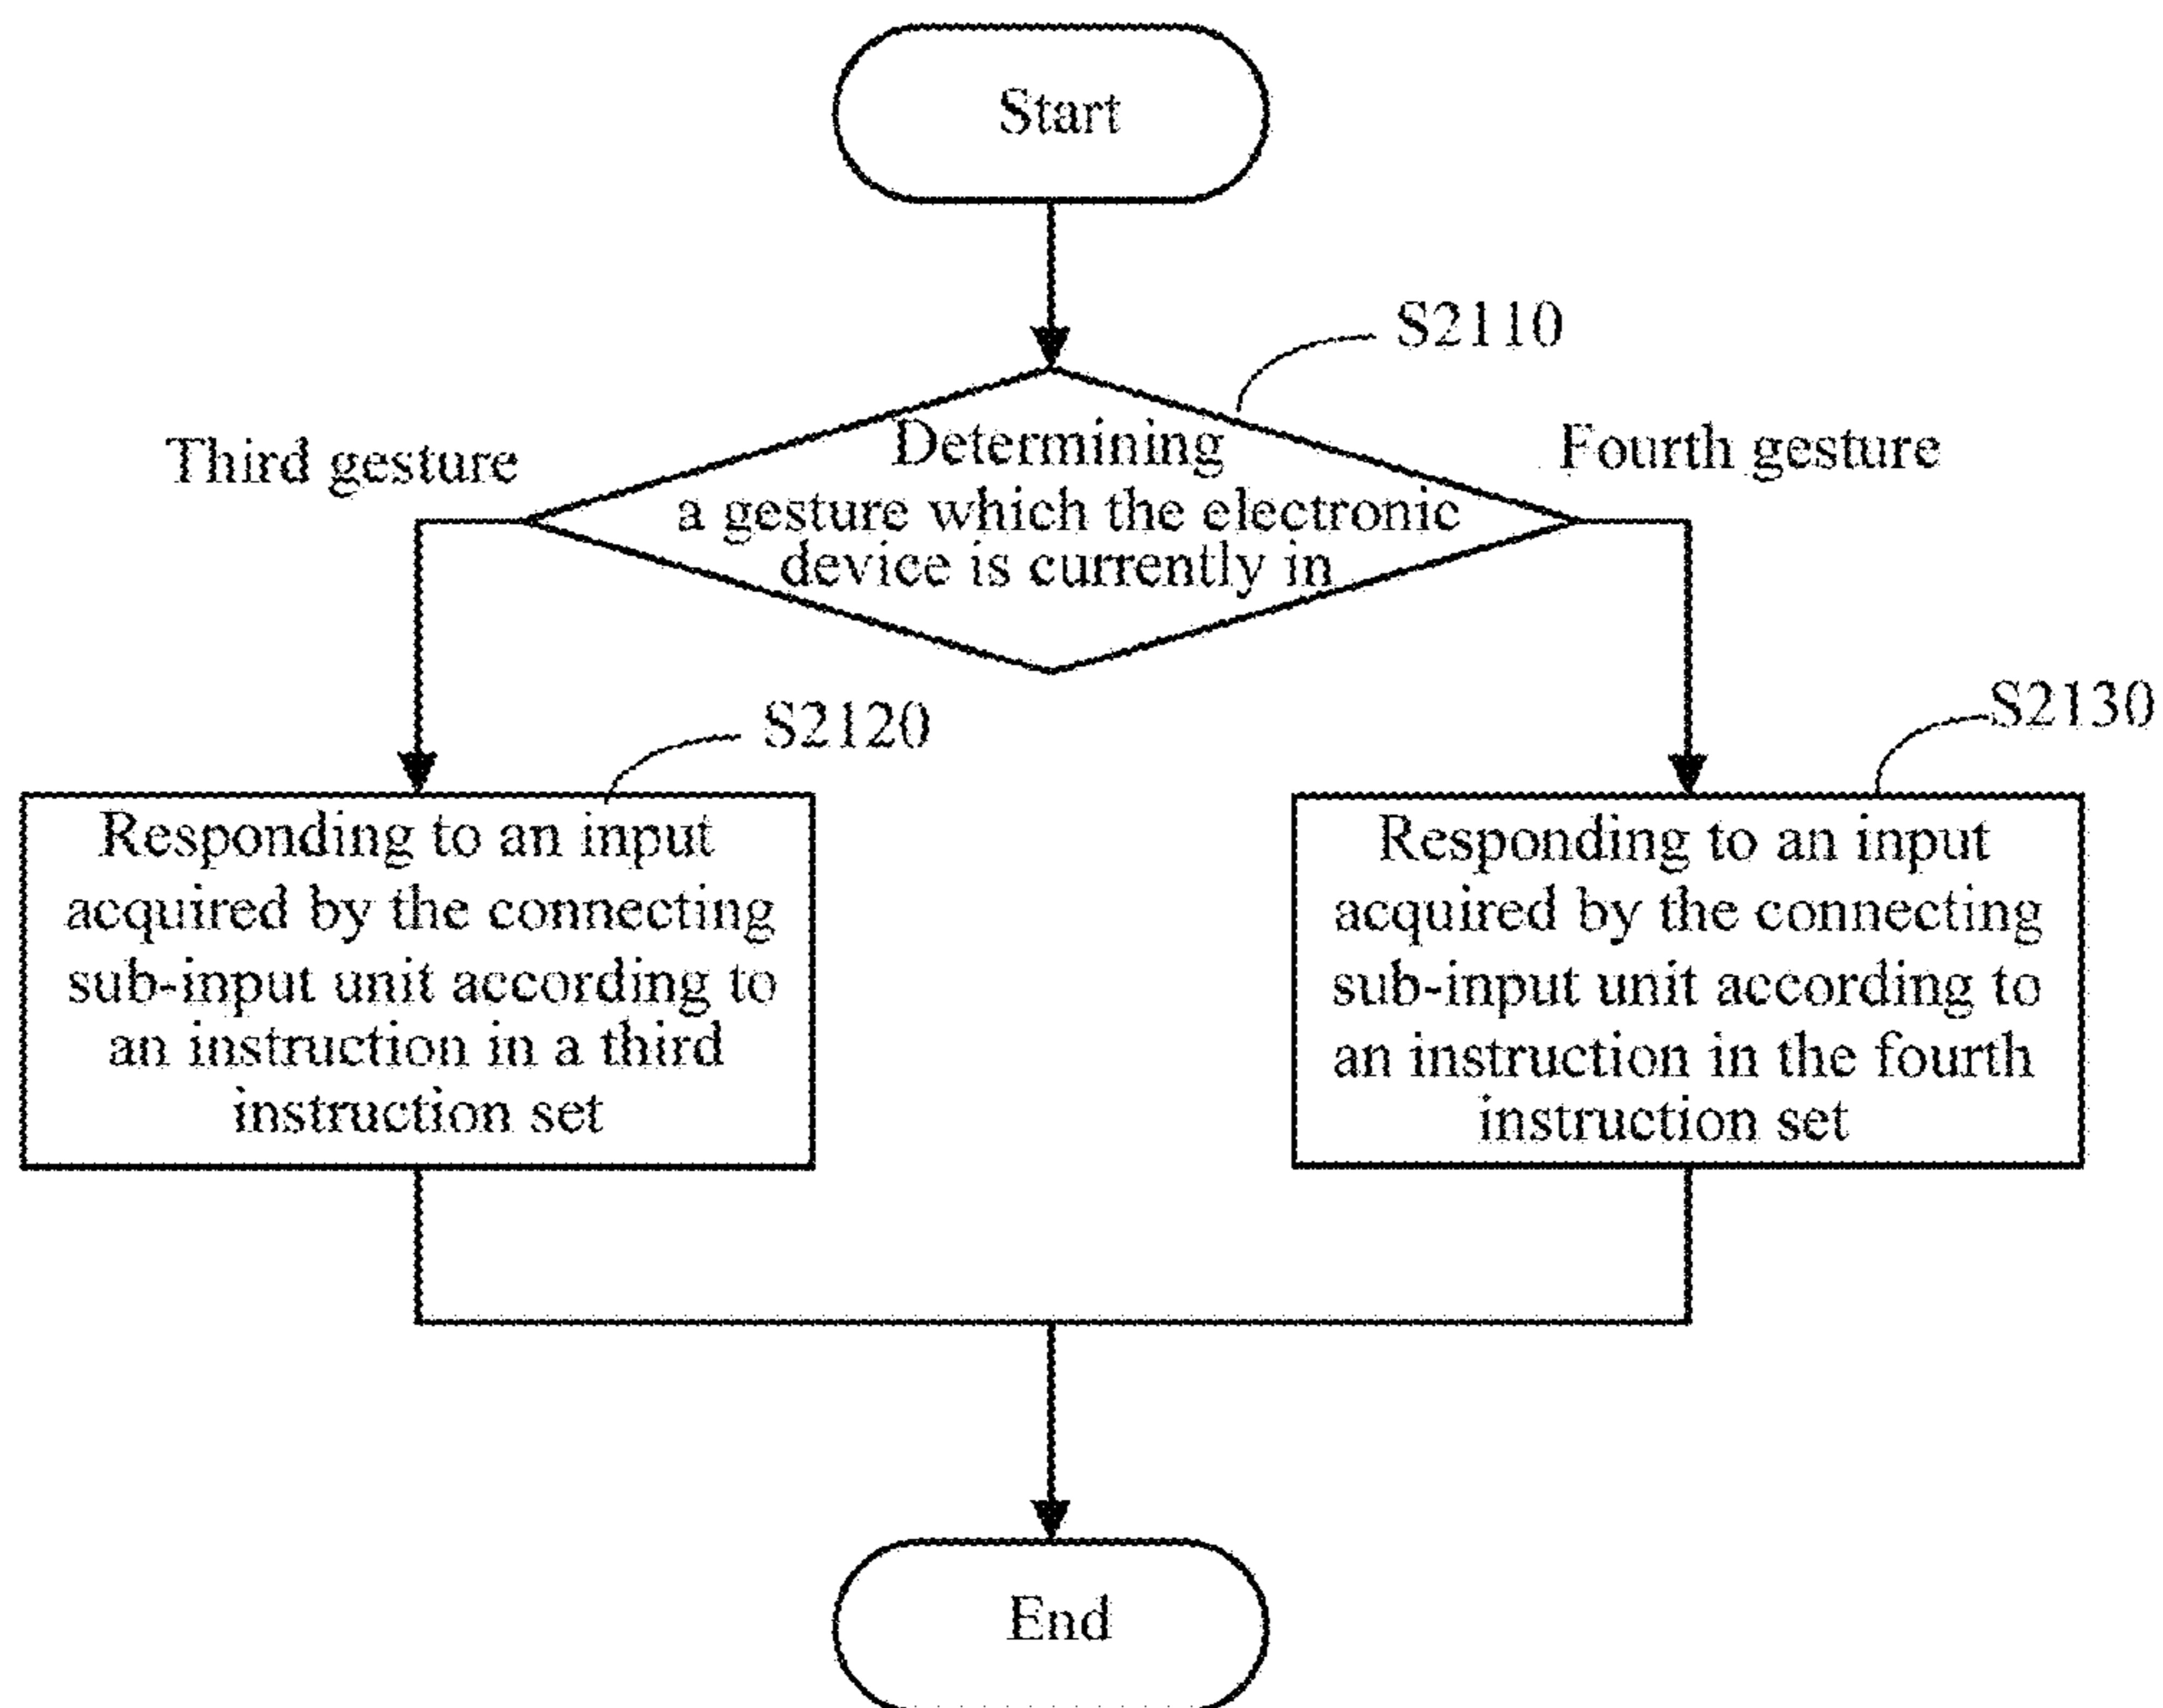 Start
S2110
Third gesture
Determining
a gesture which the electronic
device is currently in
Fourth gesture
S2120
S2130
Responding to an input
acquired by the connecting
sub-input unit according to
an instruction in a third
instruction set
Responding to an input
acquired by the connecting
sub-input unit according to
an instruction in the fourth
instruction set
End